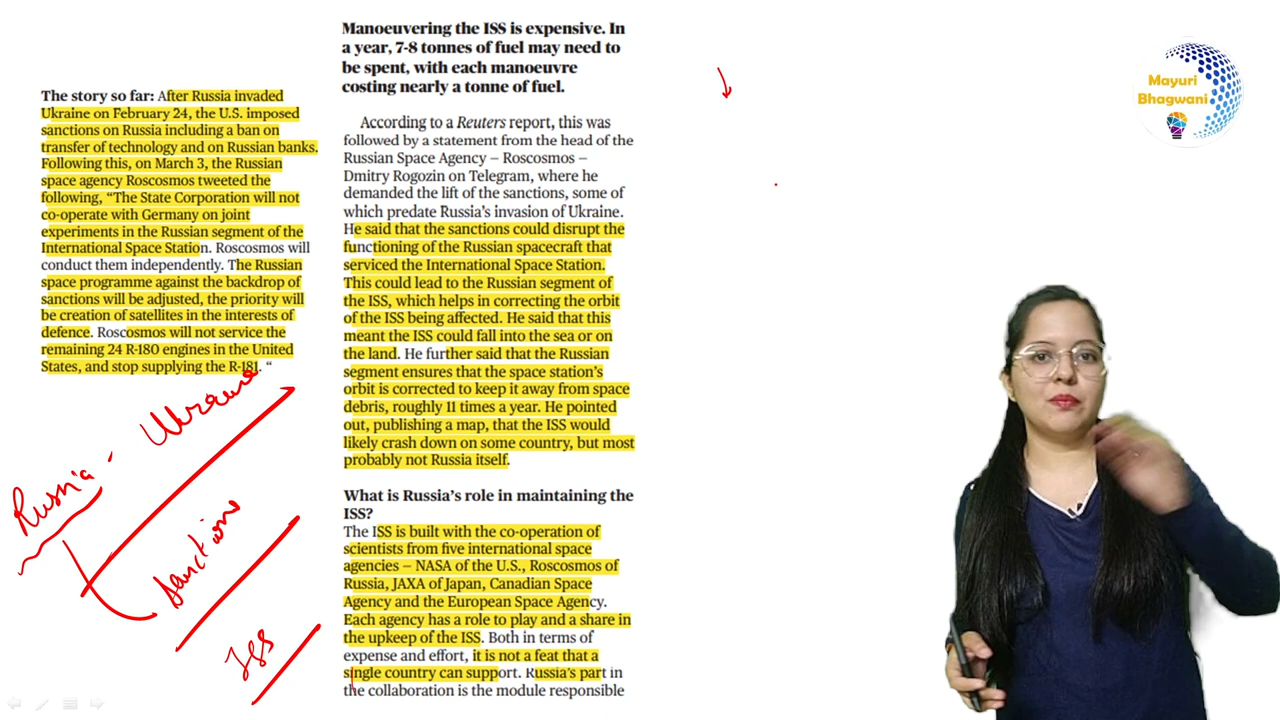 The story so far: After Russia invaded
Ukraine on February 24, the U.S. imposed
sanctions on Russia including a ban on
transfer of technology and on Russian banks.
Following this, on March 3, the Russian
space agency Roscosmos tweeted the
following, “The State Corporation will not
co-operate with Germany on joint
experiments in the Russian segment of the
International Space Station. Roscosmos will
conduct them independently. The Russian
space programme against the backdrop of
sanctions will be adjusted, the priority will
be creation of satellites in the interests of
defence. Roscosmos will not service the
remaining 24 R-180 engines in the United
States, and stop supplying the R-181. “
Russia - Ukraine
Sanctions
ISS
Manoeuvering the ISS is expensive. In
a year, 7-8 tonnes of fuel may need to
be spent, with each manoeuvre
costing nearly a tonne of fuel.
According to a Reuters report, this was
followed by a statement from the head of the
Russian Space Agency – Roscosmos –
Dmitry Rogozin on Telegram, where he
demanded the lift of the sanctions, some of
which predate Russia’s invasion of Ukraine.
He said that the sanctions could disrupt the
functioning of the Russian spacecraft that
serviced the International Space Station.
This could lead to the Russian segment of
the ISS, which helps in correcting the orbit
of the ISS being affected. He said that this
meant the ISS could fall into the sea or on
the land. He further said that the Russian
segment ensures that the space station’s
orbit is corrected to keep it away from space
debris, roughly 11 times a year. He pointed
out, publishing a map, that the ISS would
likely crash down on some country, but most
probably not Russia itself.
What is Russia’s role in maintaining the
ISS?
The ISS is built with the co-operation of
scientists from five international space
agencies – NASA of the U.S., Roscosmos of
Russia, JAXA of Japan, Canadian Space
Agency and the European Space Agency.
Each agency has a role to play and a share in
the upkeep of the ISS. Both in terms of
expense and effort, it is not a feat that a
single country can support. Russia’s part in
the collaboration is the module responsible
Mayuri
Bhagwani